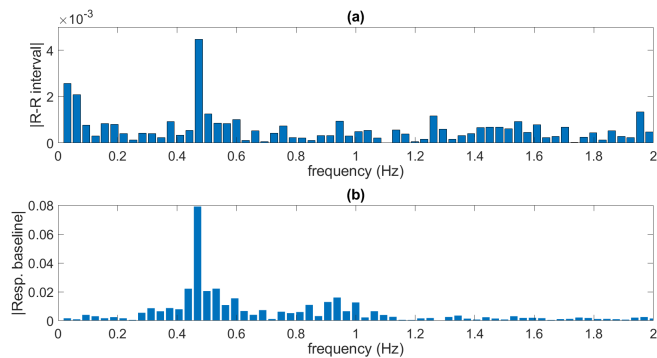 (a)
×10⁻³
4
2
0
|R-R interval|
0 0.2 0.4 0.6 0.8 1 1.2 1.4 1.6 1.8 2
frequency (Hz)
(b)
0.08
0.06
0.04
0.02
0
|Resp. baseline|
0 0.2 0.4 0.6 0.8 1 1.2 1.4 1.6 1.8 2
frequency (Hz)